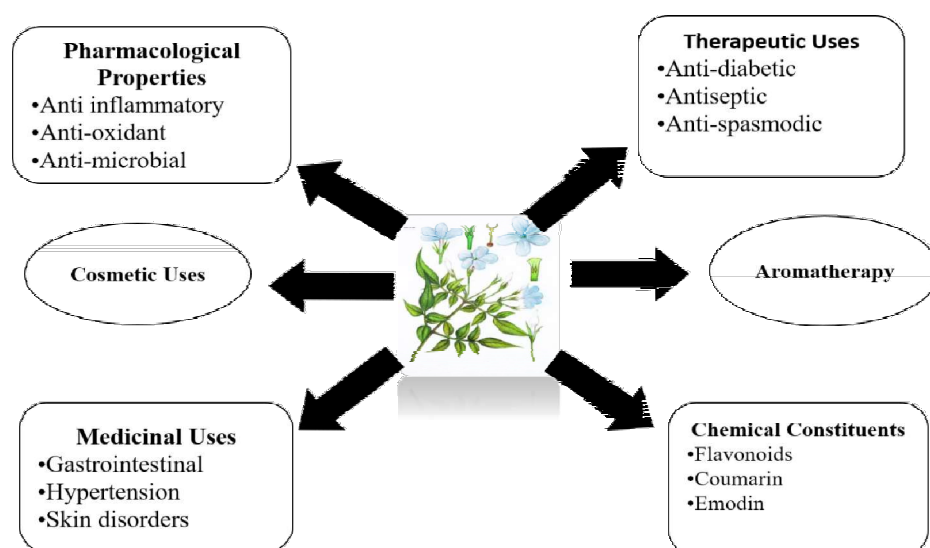 Pharmacological
Properties
•Anti inflammatory
•Anti-oxidant
•Anti-microbial
Therapeutic Uses
•Anti-diabetic
•Antiseptic
•Anti-spasmodic
Cosmetic Uses
Aromatherapy
Medicinal Uses
•Gastrointestinal
•Hypertension
•Skin disorders
Chemical Constituents
•Flavonoids
•Coumarin
•Emodin